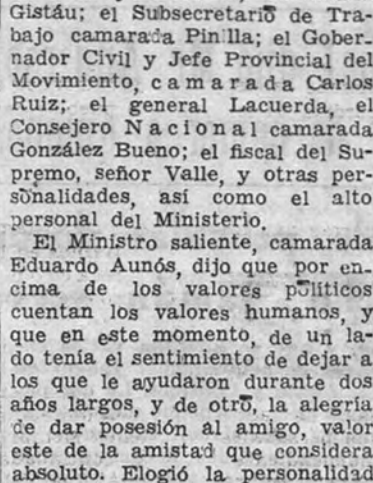 Gistáu; el Subsecretario de Tra-
bajo camarada Pinilla; el Gober-
nador Civil y Jefe Provincial del
Movimiento, camarada Carlos
Ruiz; el general Lacuerda, el
Consejero Nacional camarada
González Bueno; el fiscal del Su-
premo, señor Valle, y otras per-
sonalidades, así como el alto
personal del Ministerio.
El Ministro saliente, camarada
Eduardo Aunós, dijo que por en-
cima de los valores políticos
cuentan los valores humanos, y
que en este momento, de un la-
do tenía el sentimiento de dejar a
los que le ayudaron durante dos
años largos, y de otro, la alegría
de dar posesión al amigo, valor
este de la amistad que considera
absoluto. Elogió la personalidad